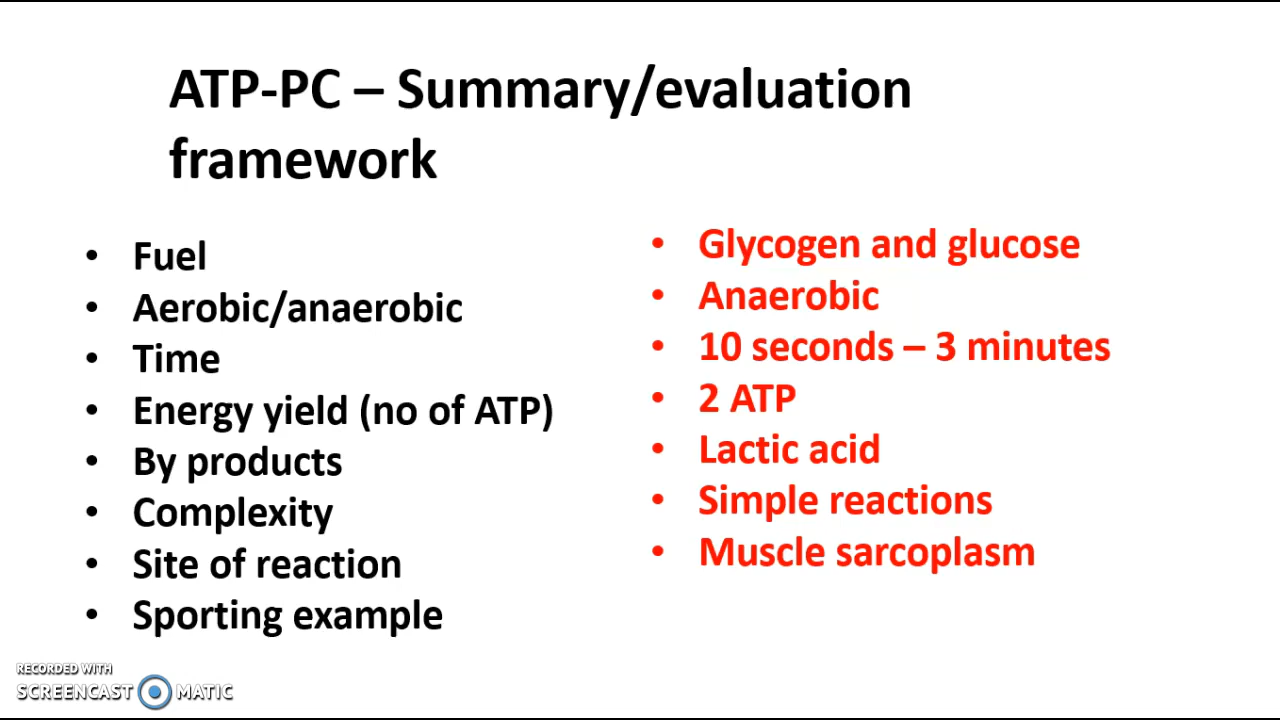 ATP-PC – Summary/evaluation
framework
• Fuel
• Aerobic/anaerobic
• Time
• Energy yield (no of ATP)
• By products
• Complexity
• Site of reaction
• Sporting example
• Glycogen and glucose
• Anaerobic
• 10 seconds – 3 minutes
• 2 ATP
• Lactic acid
• Simple reactions
• Muscle sarcoplasm
RECORDED WITH
SCREENCAST MATIC